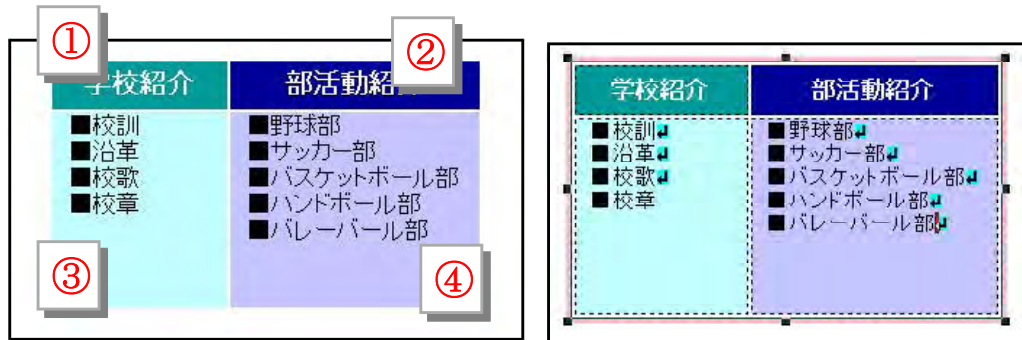 ①
②
学校紹介
部活動紹
■校訓
■沿革
■校歌
■校章
■野球部
■サッカー部
■バスケットボール部
■ハンドボール部
■バレーバール部
③
④
学校紹介
部活動紹介
■校訓↲
■沿革↲
■校歌↲
■校章
■野球部↲
■サッカー部↲
■バスケットボール部↲
■ハンドボール部↲
■バレーバール部↲